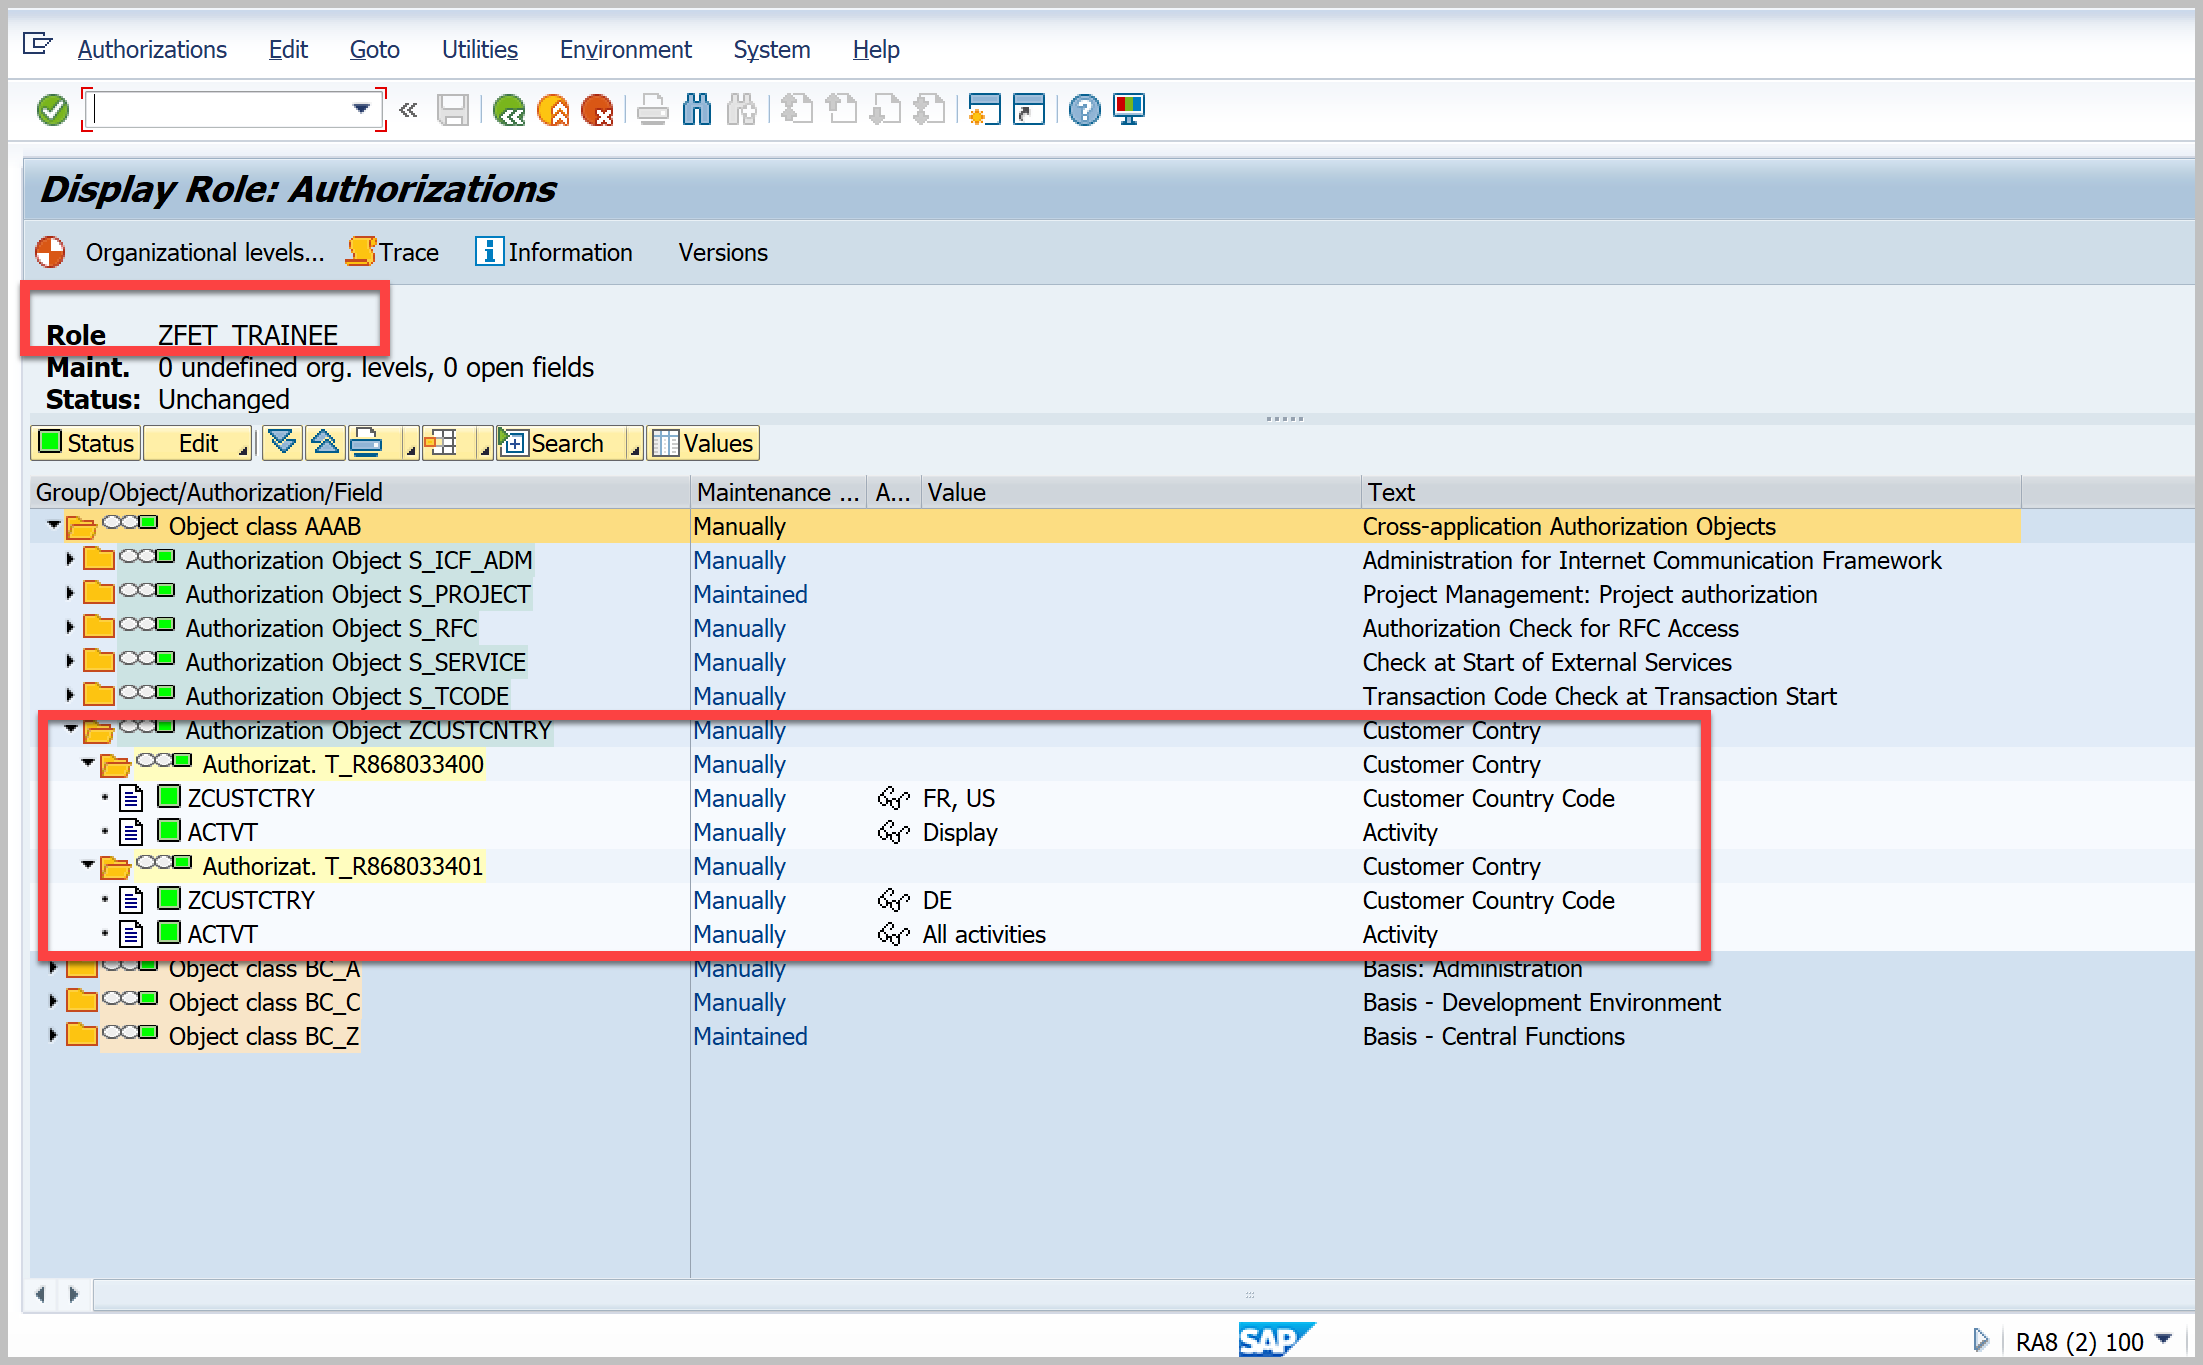 Authorizations Edit Goto Utilities Environment System Help
Display Role: Authorizations
Organizational levels... Trace Information Versions
Role ZFET_TRAINEE
Maint. 0 undefined org. levels, 0 open fields
Status: Unchanged
Status Edit Search Values
Group/Object/Authorization/Field Maintenance ... A... Value Text
Object class AAAB Manually Cross-application Authorization Objects
Authorization Object S_ICF_ADM Manually Administration for Internet Communication Framework
Authorization Object S_PROJECT Maintained Project Management: Project authorization
Authorization Object S_RFC Manually Authorization Check for RFC Access
Authorization Object S_SERVICE Manually Check at Start of External Services
Authorization Object S_TCODE Manually Transaction Code Check at Transaction Start
Authorization Object ZCUSTCNTRY Manually Customer Contry
Authorizat. T_R868033400 Manually Customer Contry
ZCUSTCTRY Manually FR, US Customer Country Code
ACTVT Manually Display Activity
Authorizat. T_R868033401 Manually Customer Contry
ZCUSTCTRY Manually DE Customer Country Code
ACTVT Manually All activities Activity
Object class BC_A Manually Basis: Administration
Object class BC_C Manually Basis - Development Environment
Object class BC_Z Maintained Basis - Central Functions
SAP RA8 (2) 100